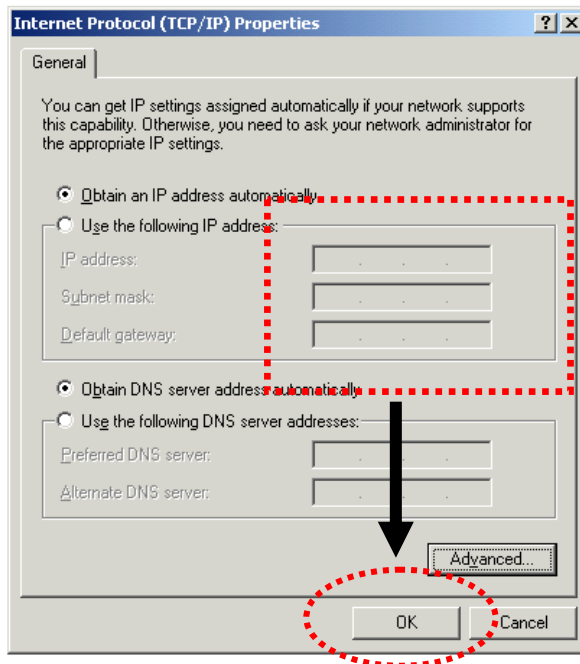 Internet Protocol (TCP/IP) Properties
General
You can get IP settings assigned automatically if your network supports
this capability. Otherwise, you need to ask your network administrator for
the appropriate IP settings.
Obtain an IP address automatically
Use the following IP address:
IP address:
Subnet mask:
Default gateway:
Obtain DNS server address automatically
Use the following DNS server addresses:
Preferred DNS server:
Alternate DNS server:
Advanced...
OK
Cancel